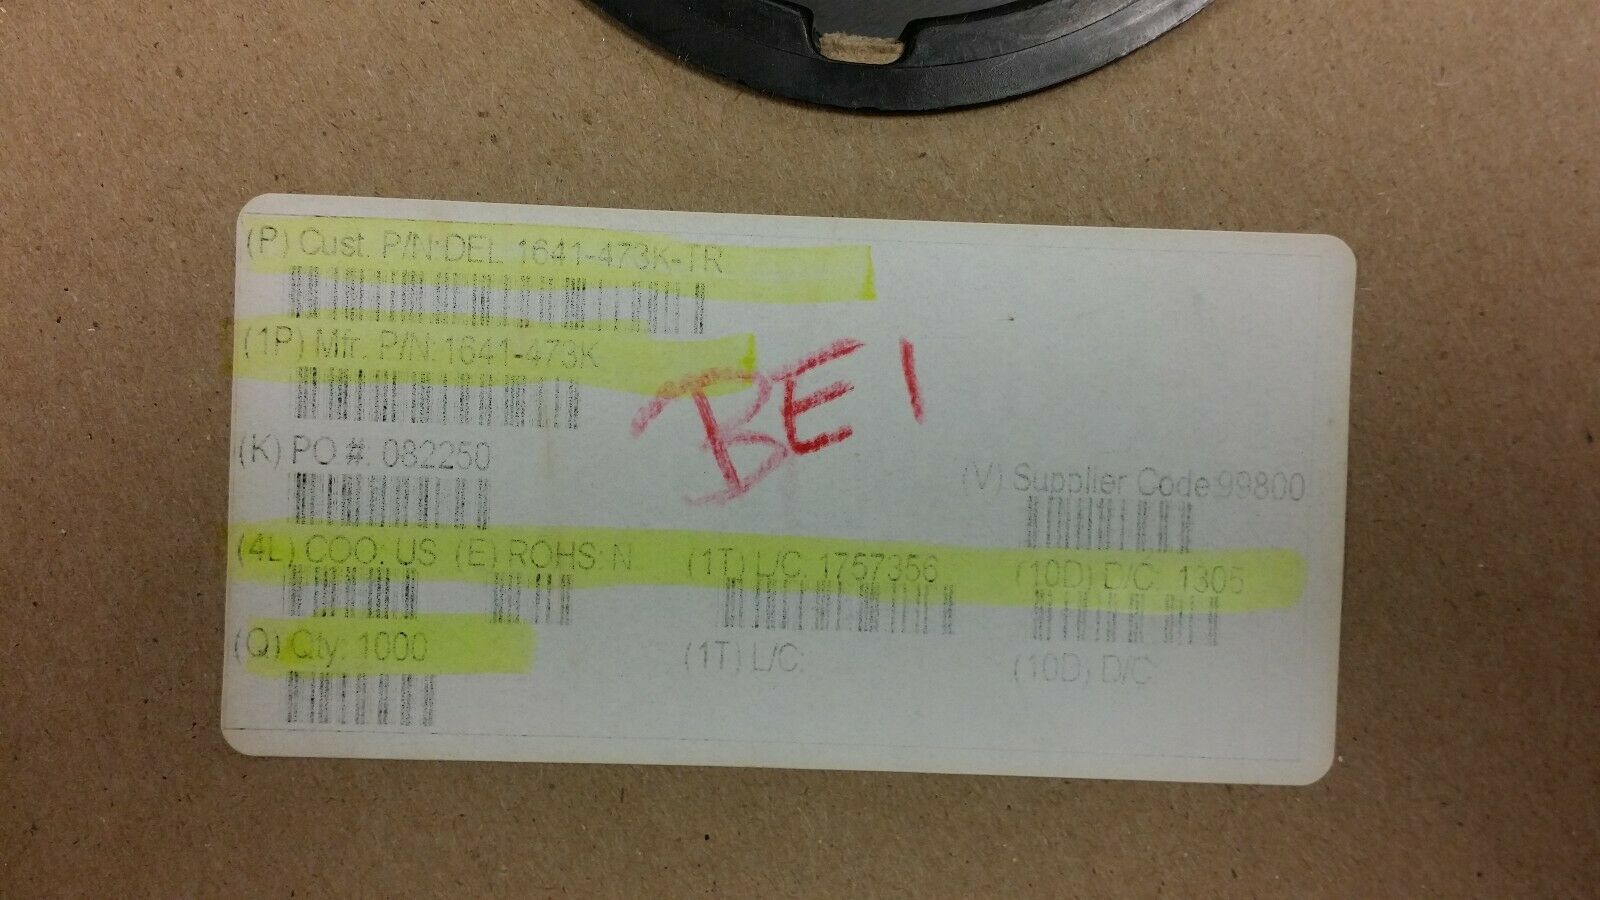 (P) Cust. P/N:DEL 1641-473K-TR
(1P) Mfr. P/N:1641-473K
BE1
(K) PO #: 082250
(V) Supplier Code:99800
(4L) COO: US (E) ROHS: N (1T) L/C: 1757356 (10D) D/C: 1305
(Q) Qty: 1000 (1T) L/C: (10D) D/C: